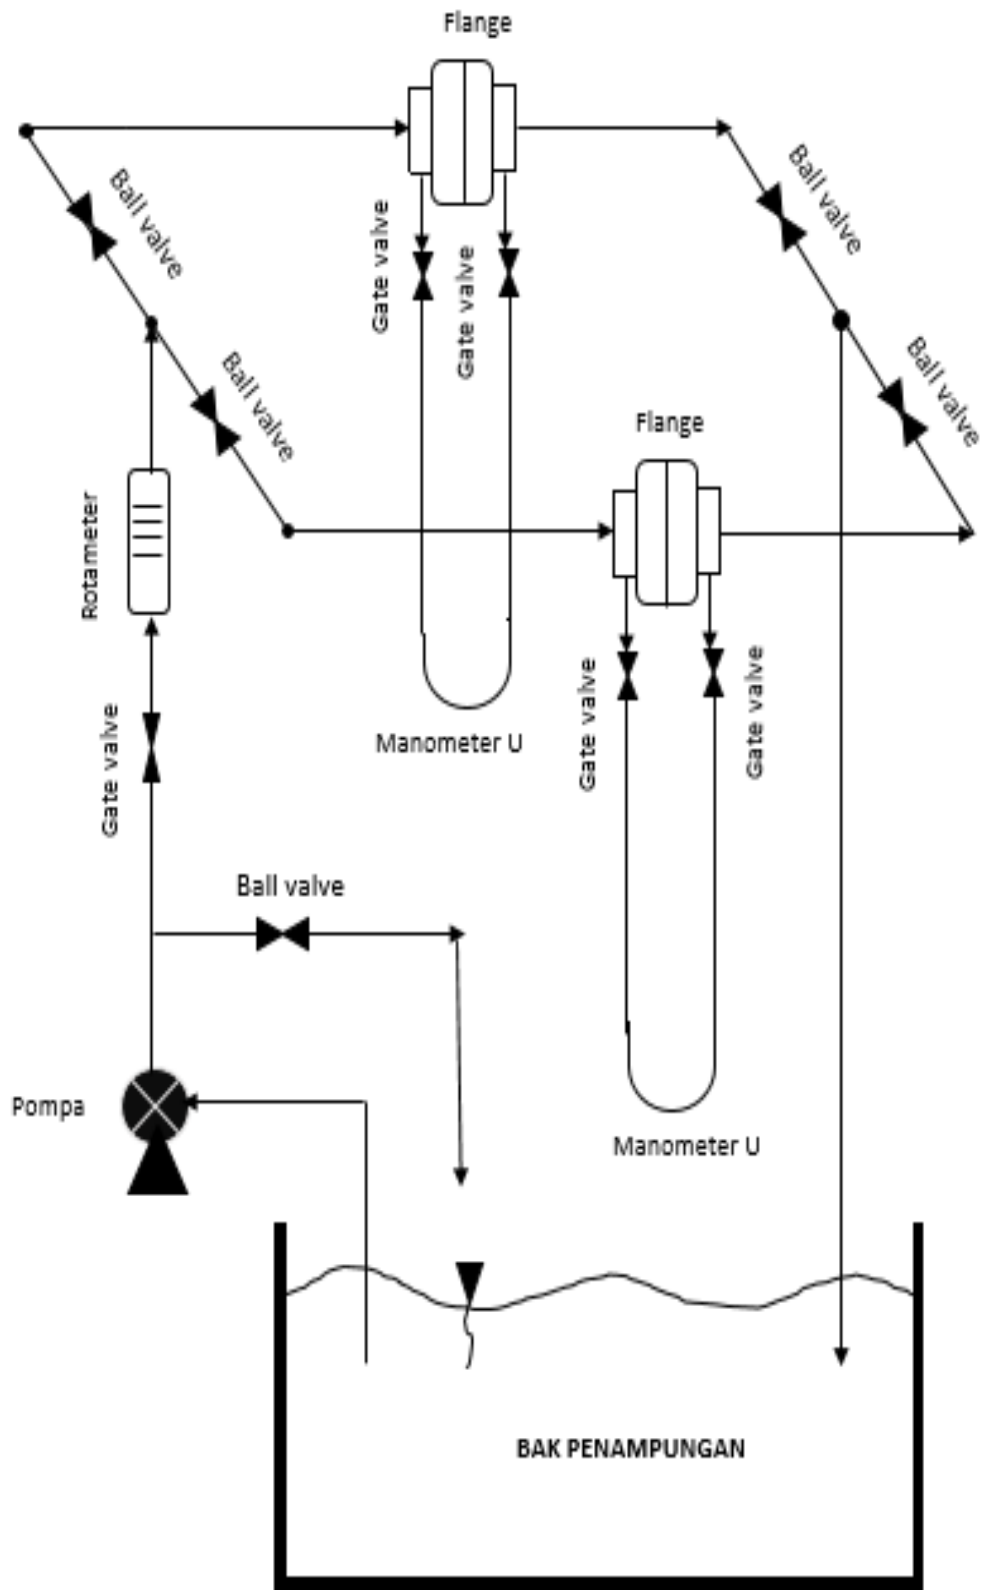 Flange
Ball valve
Ball valve
Gate valve
Gate valve
Ball valve
Ball valve
Flange
Rotameter
Gate valve
Gate valve
Gate valve
Manometer U
Ball valve
Pompa
Manometer U
BAK PENAMPUNGAN